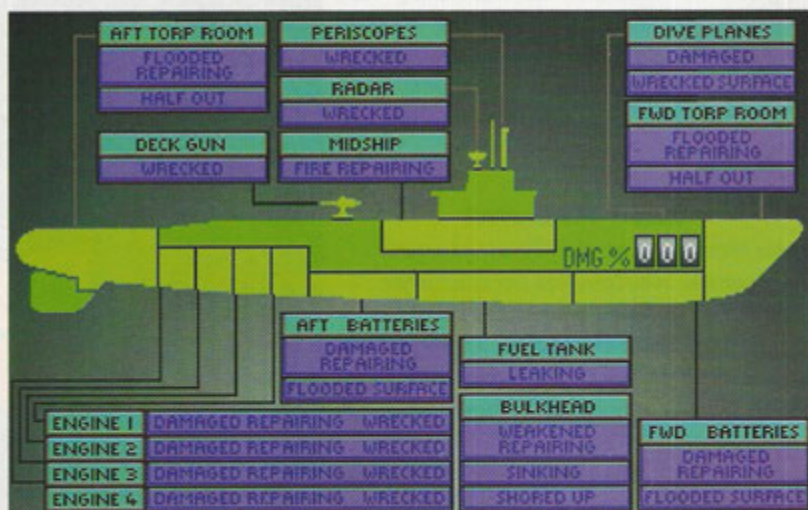 AFT TORP ROOM
FLOODED
REPAIRING
HALF OUT
PERISCOPES
WRECKED
RADAR
WRECKED
DIVE PLANES
DAMAGED
WRECKED SURFACE
FWD TORP ROOM
FLOODED
REPAIRING
HALF OUT
DECK GUN
WRECKED
MIDSHIP
FIRE REPAIRING
DMG % 000
AFT BATTERIES
DAMAGED
REPAIRING
FLOODED SURFACE
FUEL TANK
LEAKING
BULKHEAD
WEAKENED
REPAIRING
SINKING
SHORED UP
FWD BATTERIES
DAMAGED
REPAIRING
FLOODED SURFACE
ENGINE 1 DAMAGED REPAIRING WRECKED
ENGINE 2 DAMAGED REPAIRING WRECKED
ENGINE 3 DAMAGED REPAIRING WRECKED
ENGINE 4 DAMAGED REPAIRING WRECKED